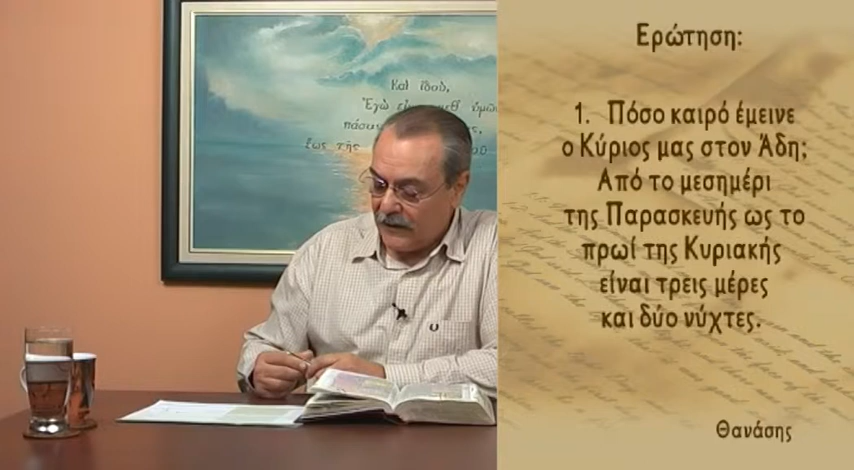 Καὶ ἰδού,
Ἐγὼ
πάσας
ἕως τῆς
Ερώτηση:
1. Πόσο καιρό έμεινε
ο Κύριος μας στον Άδη;
Από το μεσημέρι
της Παρασκευής ως το
πρωί της Κυριακής
είναι τρεις μέρες
και δύο νύχτες.
Θανάσης